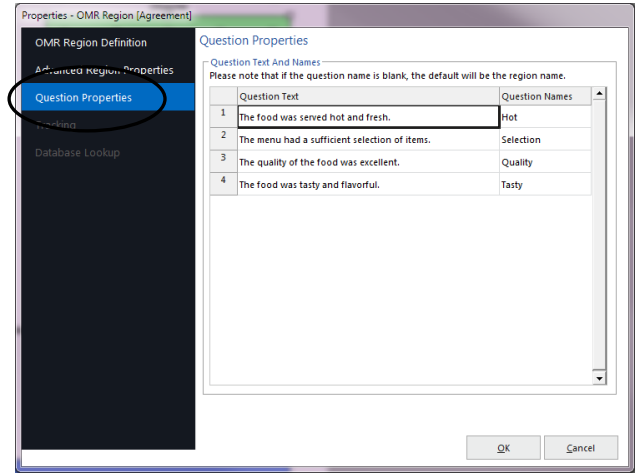 Properties - OMR Region [Agreement]
OMR Region Definition
Advanced Region Properties
Question Properties
Tracking
Database Lookup
Question Properties
Question Text And Names
Please note that if the question name is blank, the default will be the region name.
Question Text Question Names
1 The food was served hot and fresh. Hot
2 The menu had a sufficient selection of items. Selection
3 The quality of the food was excellent. Quality
4 The food was tasty and flavorful. Tasty
OK Cancel